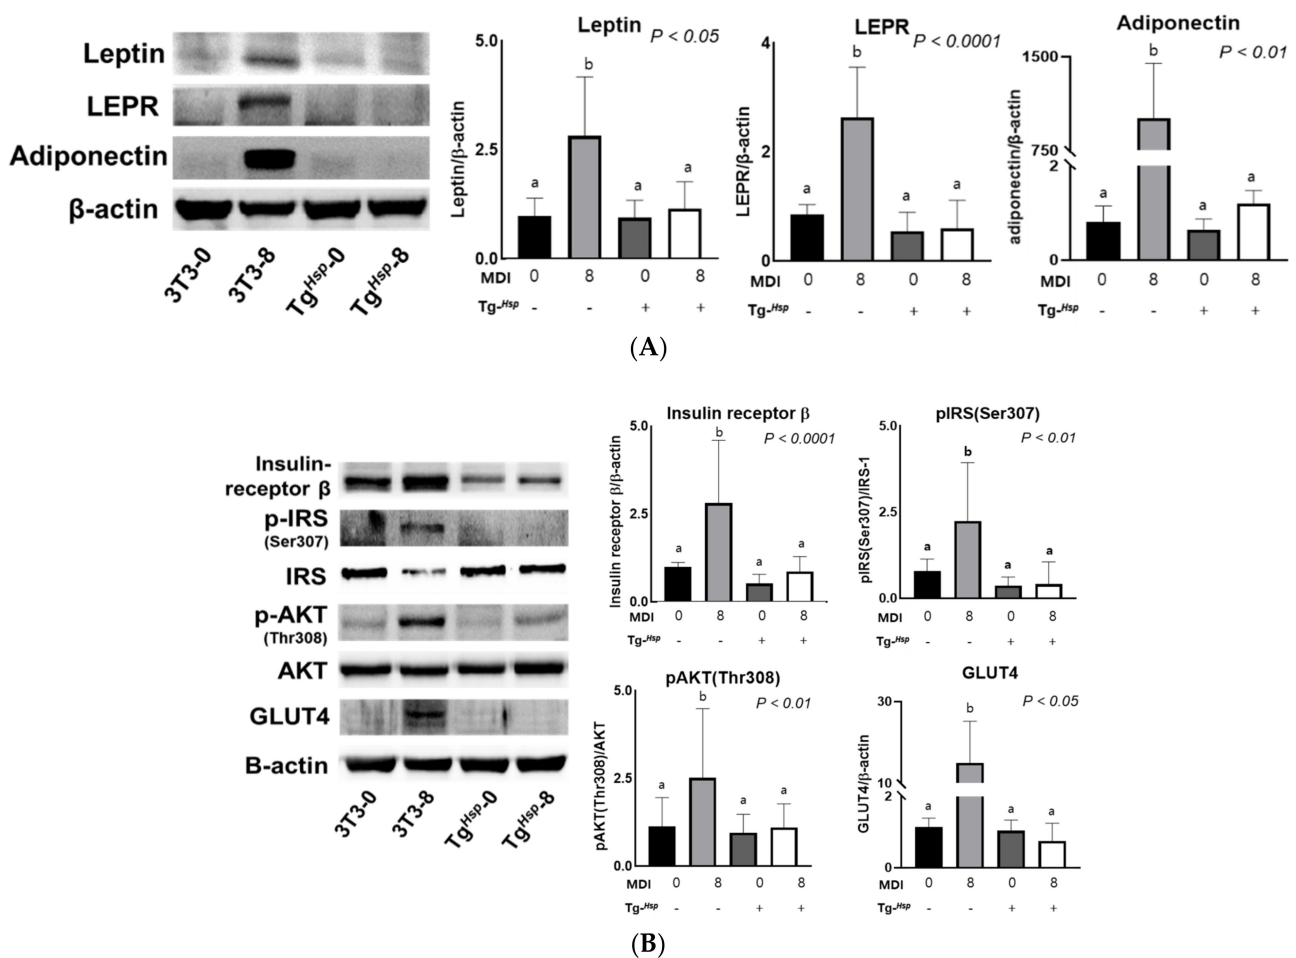 Leptin
LEPR
Adiponectin
β-actin
3T3-0
3T3-8
Tg^Hsp-0
Tg^Hsp-8
Leptin
P < 0.05
Leptin/β-actin
5.0
2.5
0.0
a
b
a
a
MDI 0 8 0 8
Tg-^Hsp - - + +
LEPR
P < 0.0001
LEPR/β-actin
4
2
0
a
b
a
a
MDI 0 8 0 8
Tg-^Hsp - - + +
Adiponectin
P < 0.01
adiponectin/β-actin
1500
750
2
0
a
b
a
a
MDI 0 8 0 8
Tg-^Hsp - - + +
(A)
Insulin-
receptor β
p-IRS
(Ser307)
IRS
p-AKT
(Thr308)
AKT
GLUT4
B-actin
3T3-0
3T3-8
Tg^Hsp-0
Tg^Hsp-8
Insulin receptor β
P < 0.0001
Insulin receptor β/β-actin
5.0
2.5
0.0
a
b
a
a
MDI 0 8 0 8
Tg-^Hsp - - + +
pIRS(Ser307)
P < 0.01
pIRS(Ser307)/IRS-1
5.0
2.5
0.0
a
b
a
a
MDI 0 8 0 8
Tg-^Hsp - - + +
pAKT(Thr308)
P < 0.01
pAKT(Thr308)/AKT
5.0
2.5
0.0
a
b
a
a
MDI 0 8 0 8
Tg-^Hsp - - + +
GLUT4
P < 0.05
GLUT4/β-actin
30
10
2
0
a
b
a
a
MDI 0 8 0 8
Tg-^Hsp - - + +
(B)